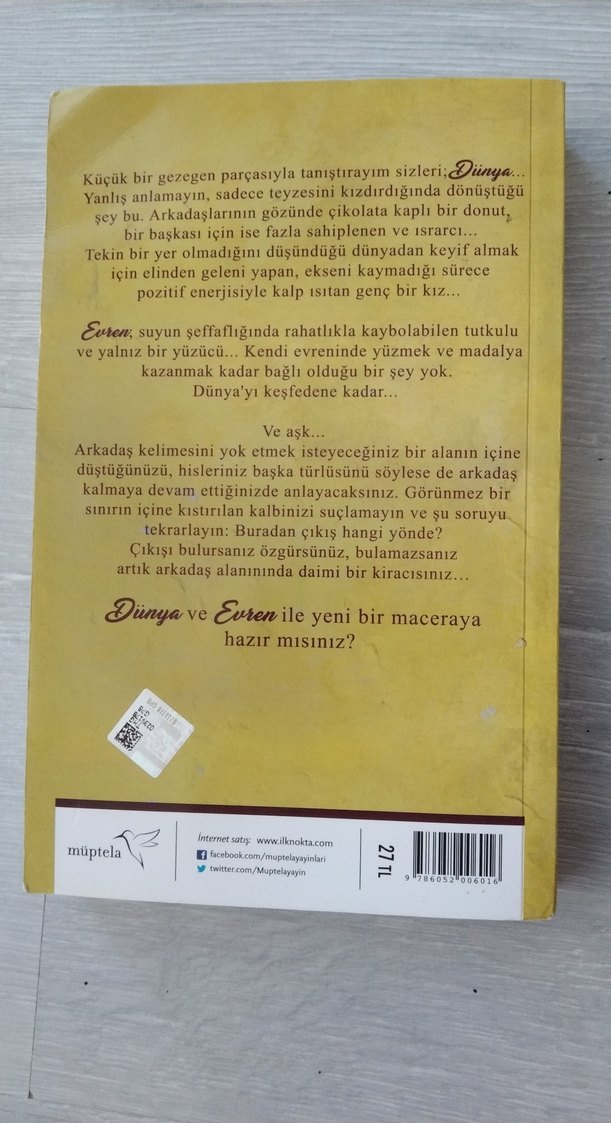 Küçük bir gezegen parçasıyla tanıştırayım sizleri; Dünya...
Yanlış anlamayın, sadece teyzesini kızdırdığında dönüştüğü
şey bu. Arkadaşlarının gözünde çikolata kaplı bir donut,
bir başkası için ise fazla sahiplenen ve ısrarcı...
Tekin bir yer olmadığını düşündüğü dünyadan keyif almak
için elinden geleni yapan, ekseni kaymadığı sürece
pozitif enerjisiyle kalp ısıtan genç bir kız...
Evren, suyun şeffaflığında rahatlıkla kaybolabilen tutkulu
ve yalnız bir yüzücü... Kendi evreninde yüzmek ve madalya
kazanmak kadar bağlı olduğu bir şey yok.
Dünya'yı keşfedene kadar...
Ve aşk...
Arkadaş kelimesini yok etmek isteyeceğiniz bir alanın içine
düştüğünüzü, hisleriniz başka türlüsünü söylese de arkadaş
kalmaya devam ettiğinizde anlayacaksınız. Görünmez bir
sınırın içine kıstırılan kalbinizi suçlamayın ve şu soruyu
tekrarlayın: Buradan çıkış hangi yönde?
Çıkışı bulursanız özgürsünüz, bulamazsanız
artık arkadaş alanınında daimi bir kiracısınız...
Dünya ve Evren ile yeni bir maceraya
hazır mısınız?
müptela
İnternet satış: www.ilknokta.com
facebook.com/muptelayayinlari
twitter.com/Muptelayayin
27 TL
9 786052 006016